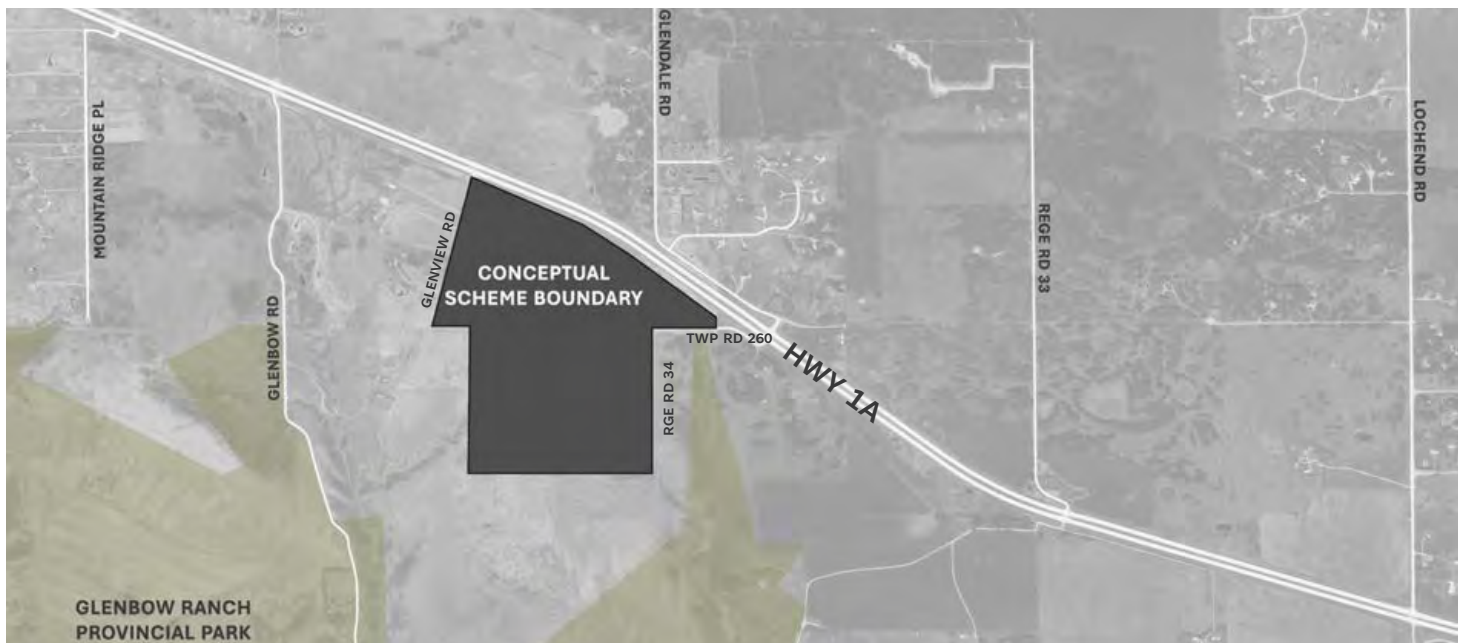 GLENDALE RD
MOUNTAIN RIDGE PL
LOCHEND RD
GLENVIEW RD
REGE RD 33
CONCEPTUAL
SCHEME BOUNDARY
GLENBOW RD
TWP RD 260
HWY 1A
RGE RD 34
GLENBOW RANCH
PROVINCIAL PARK